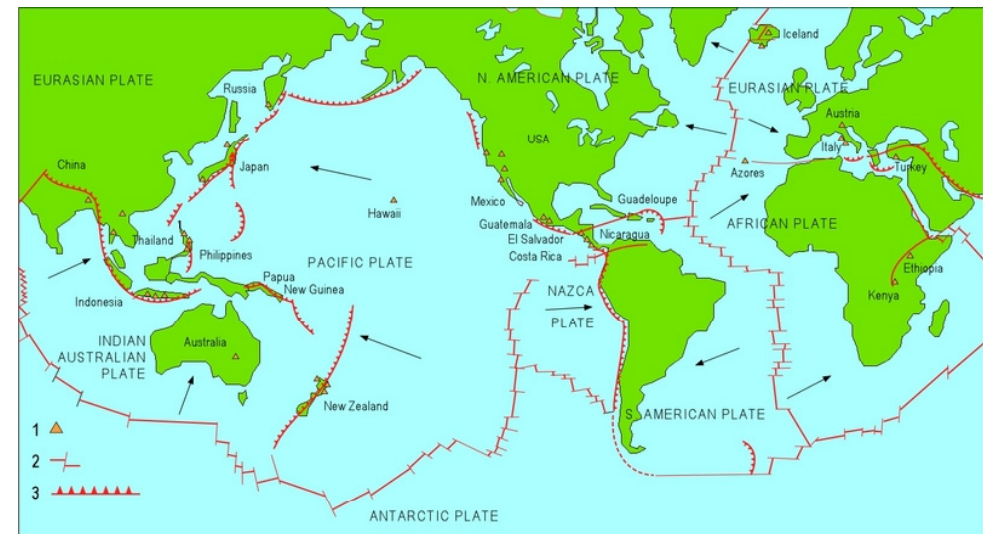 Iceland
EURASIAN PLATE
N. AMERICAN PLATE
EURASIAN PLATE
Russia
Austria
USA
Italy
China
Japan
Azores
Turkey
Hawaii
Mexico
Guadeloupe
Guatemala
AFRICAN PLATE
Thailand
El Salvador
Nicaragua
Philippines
Costa Rica
PACIFIC PLATE
Ethiopia
Papua
New Guinea
Indonesia
NAZCA
PLATE
Kenya
INDIAN
AUSTRALIAN
PLATE
Australia
New Zealand
S. AMERICAN PLATE
1
2
3
ANTARCTIC PLATE